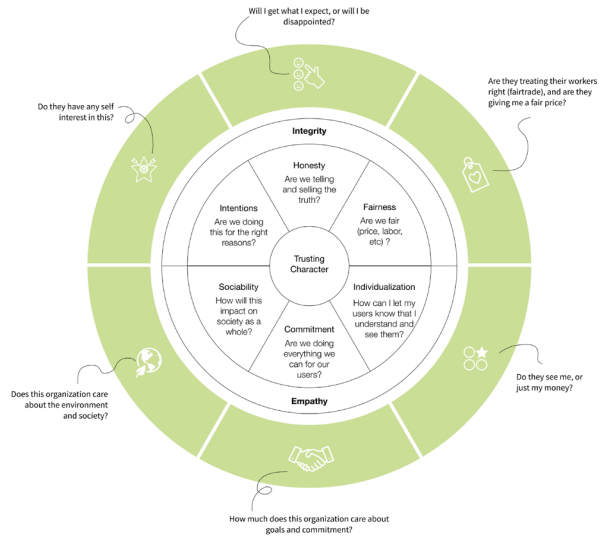 Will I get what I expect, or will I be
disappointed?
Are they treating their workers
right (fairtrade), and are they
giving me a fair price?
Do they have any self
interest in this?
Integrity
Honesty
Are we telling
and selling the
truth?
Intentions
Are we doing
this for the right
reasons?
Fairness
Are we fair
(price, labor,
etc) ?
Trusting
Character
Sociability
How will this
impact on
society as a
whole?
Individualization
How can I let my
users know that I
understand and
see them?
Commitment
Are we doing
everything we
can for our
users?
Empathy
Do they see me, or
just my money?
Does this organization care
about the environment
and society?
How much does this organization care about
goals and commitment?